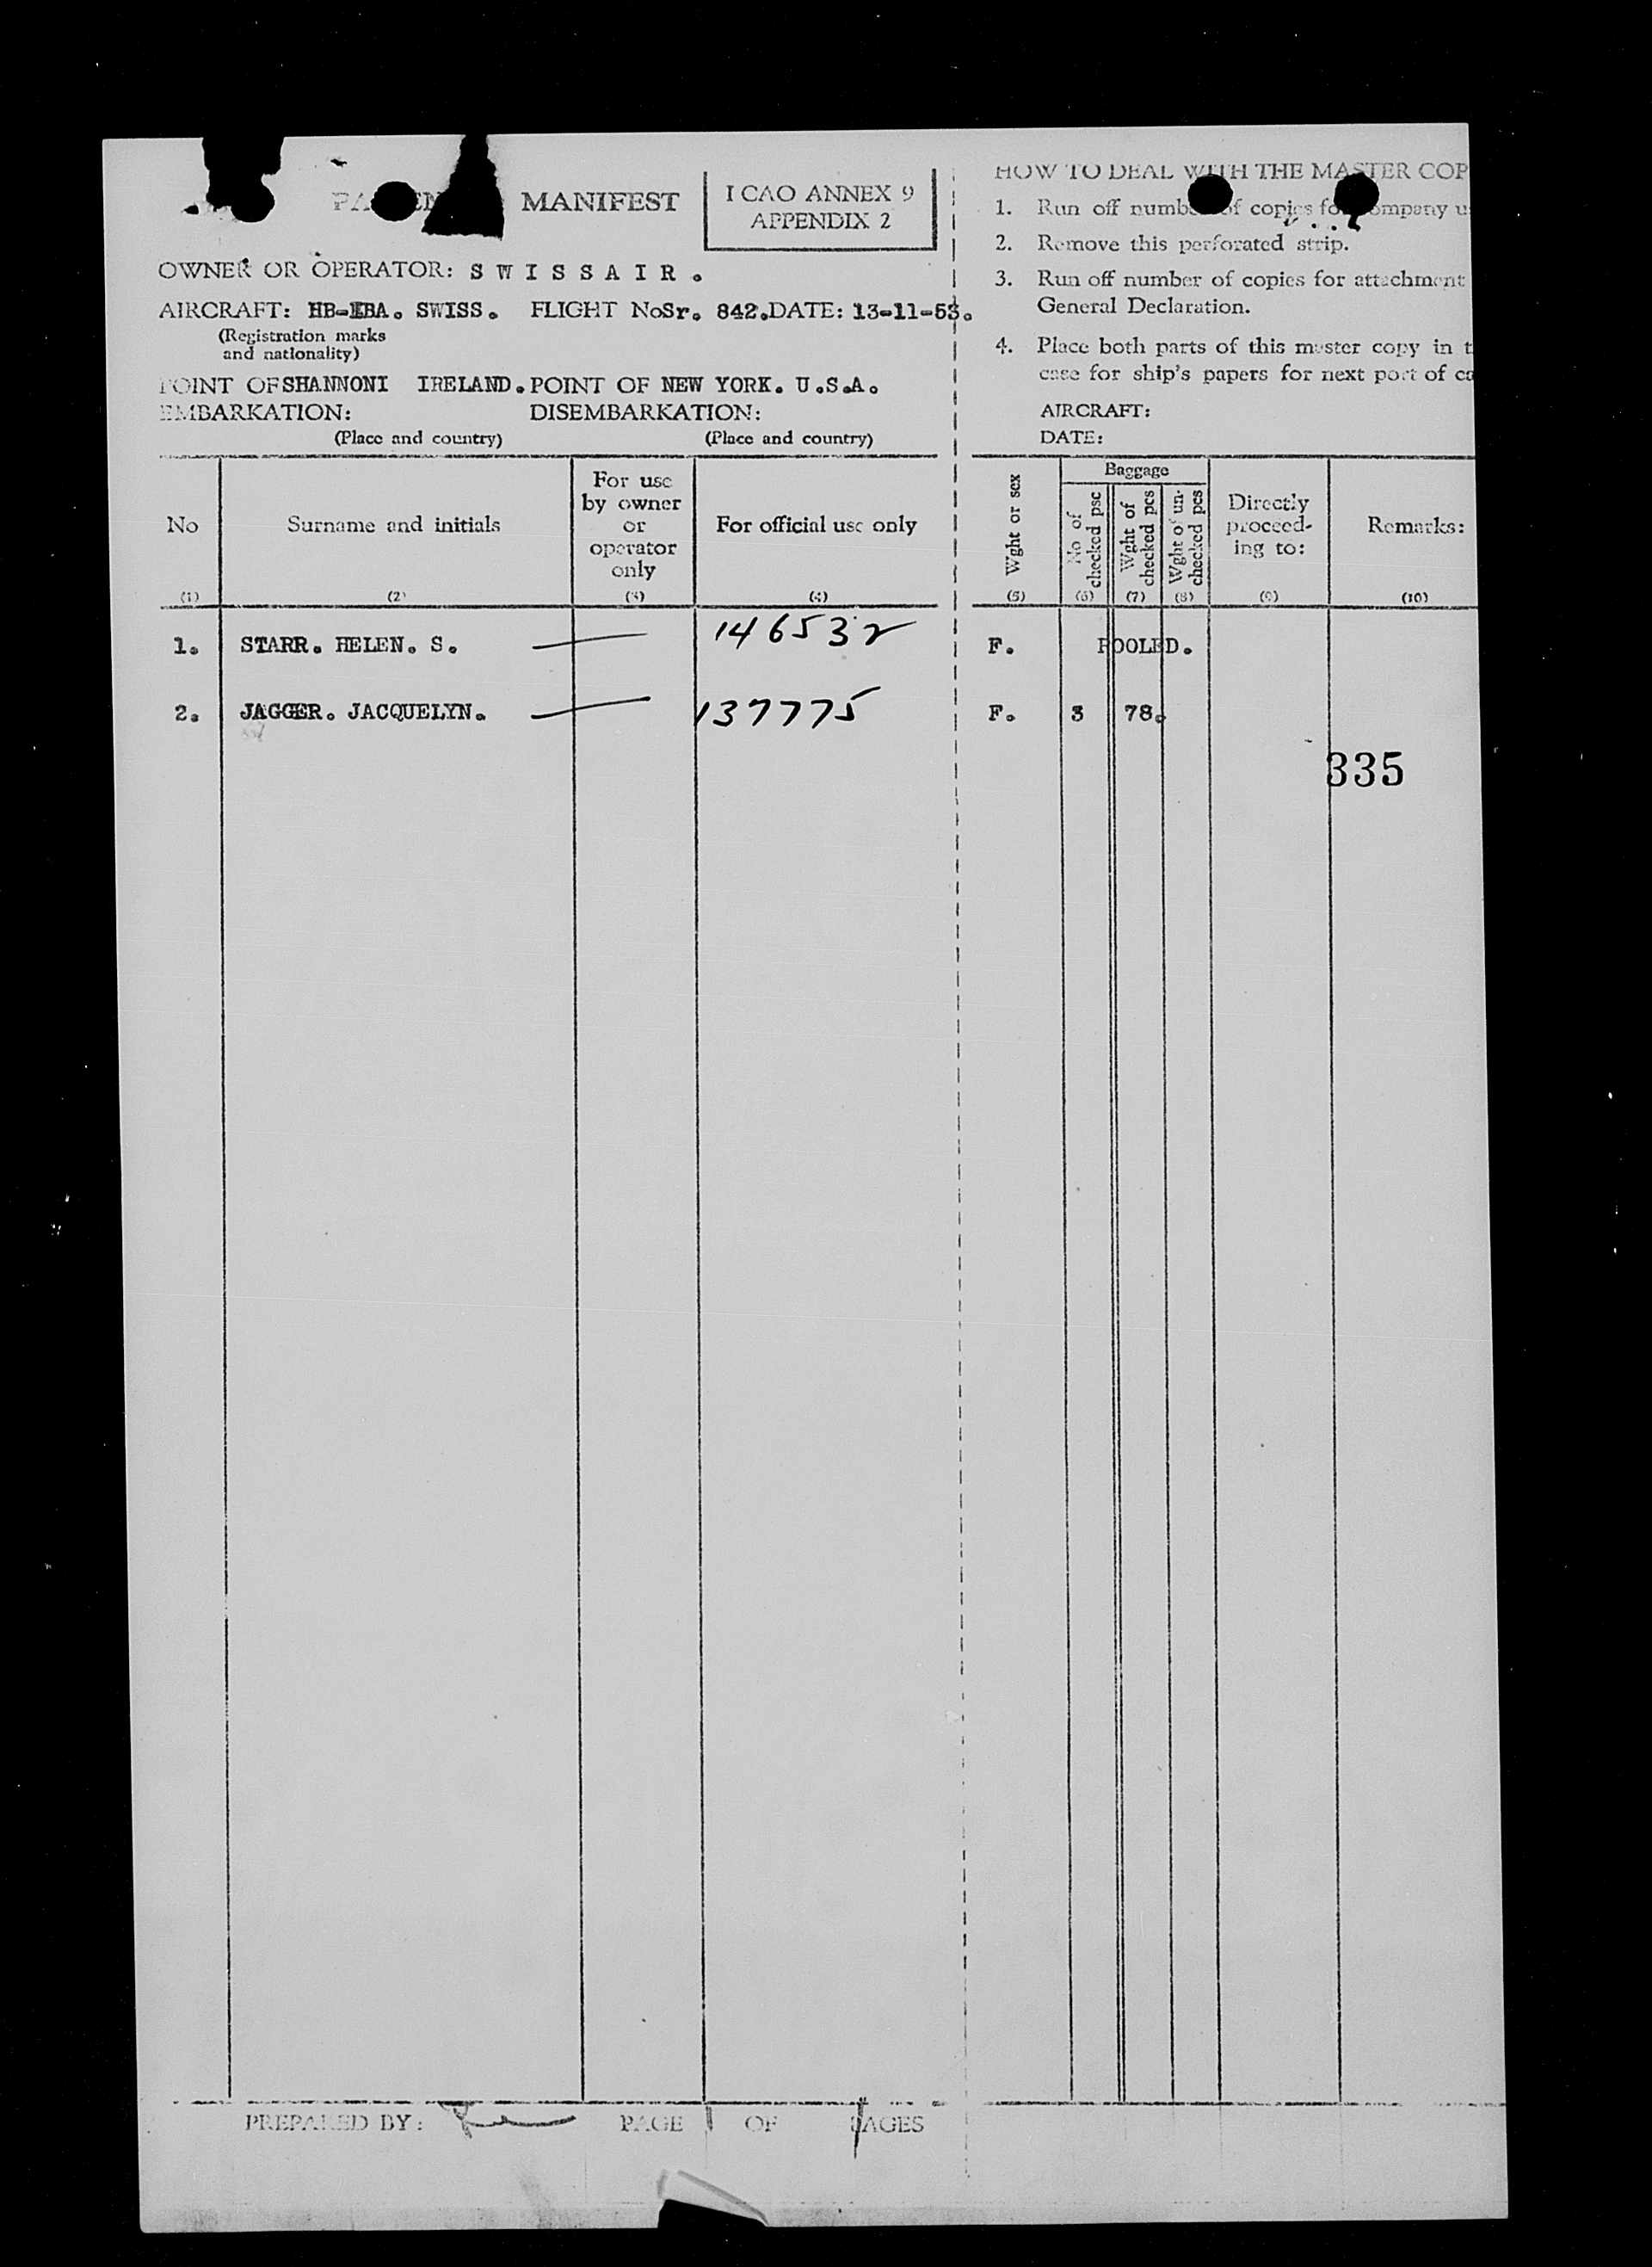 MANIFEST
ICAO ANNEX 9
APPENDIX 2
OWNER OR OPERATOR: S W I S S A I R .
AIRCRAFT: HB-IBA. SWISS. FLIGHT NoSr. 842.DATE: 13-11-53.
(Registration marks
and nationality)
POINT OFSHANNONI IRELAND.POINT OF NEW YORK. U.S.A.
EMBARKATION: DISEMBARKATION:
(Place and country) (Place and country)
No
Surname and initials
For use
by owner
or
operator
only
For official use only
(1) (2) (3) (4)
1. STARR. HELEN. S. 146532
2. JAGGER. JACQUELYN. 137775
PREPARED BY: PAGE 1 OF 1 PAGES
HOW TO DEAL WITH THE MASTER COP
1. Run off of copies
2. Remove this perforated strip.
3. Run off number of copies for attachment
General Declaration.
4. Place both parts of this master copy in t
case for ship's papers for next port of ca
AIRCRAFT:
DATE:
Wght or sex
Baggage
No of
checked psc
Wght of
checked pcs
Wght of un-
checked pcs
Directly
proceed-
ing to:
Remarks:
(5) (6) (7) (8) (9) (10)
F. POOLED.
F. 3 78.
335